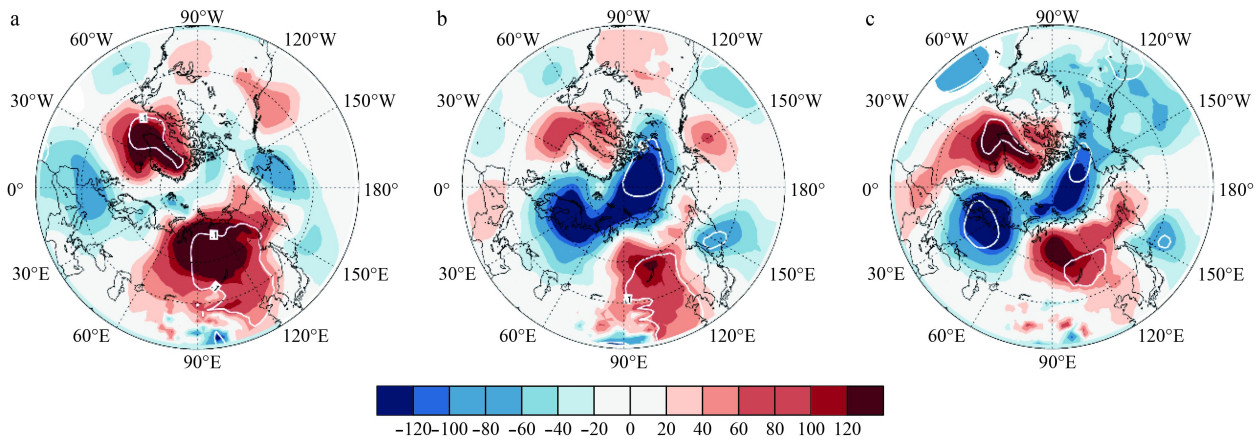 a 90°W b 90°W c 90°W
60°W 120°W 60°W 120°W 60°W 120°W
30°W 150°W 30°W 150°W 30°W 150°W
0° 180° 0° 180° 0° 180°
30°E 150°E 30°E 150°E 30°E 150°E
60°E 120°E 60°E 120°E 60°E 120°E
90°E 90°E 90°E
-120 -100 -80 -60 -40 -20 0 20 40 60 80 100 120